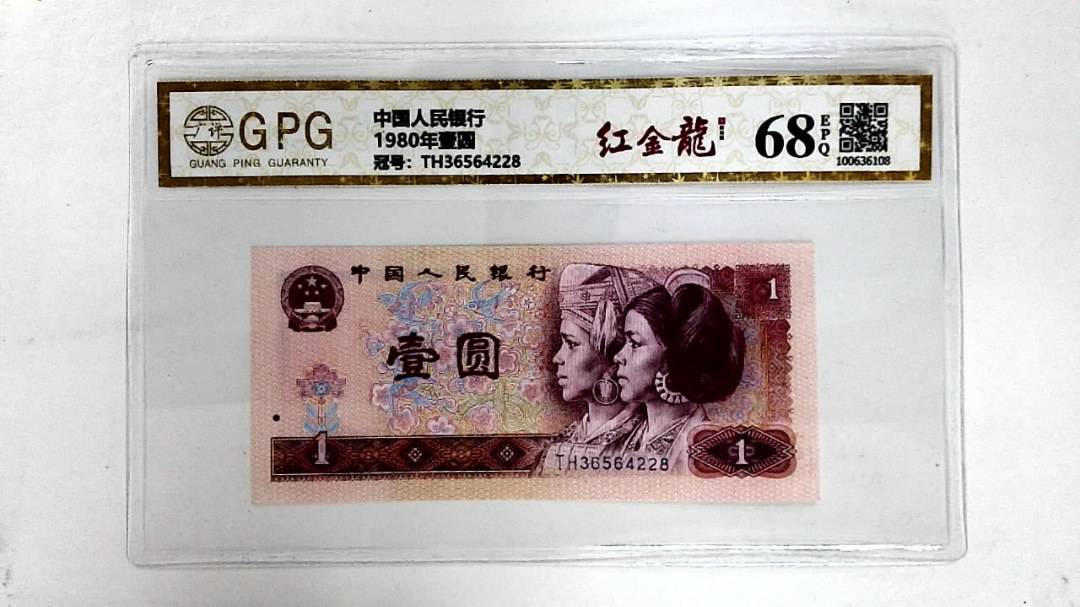 广评
GPG
GUANG PING GUARANTY
中国人民银行
1980年壹圆
冠号：TH36564228
红金龍
68
EPQ
100636108
中国人民银行
壹圆
1
1
1
TH36564228